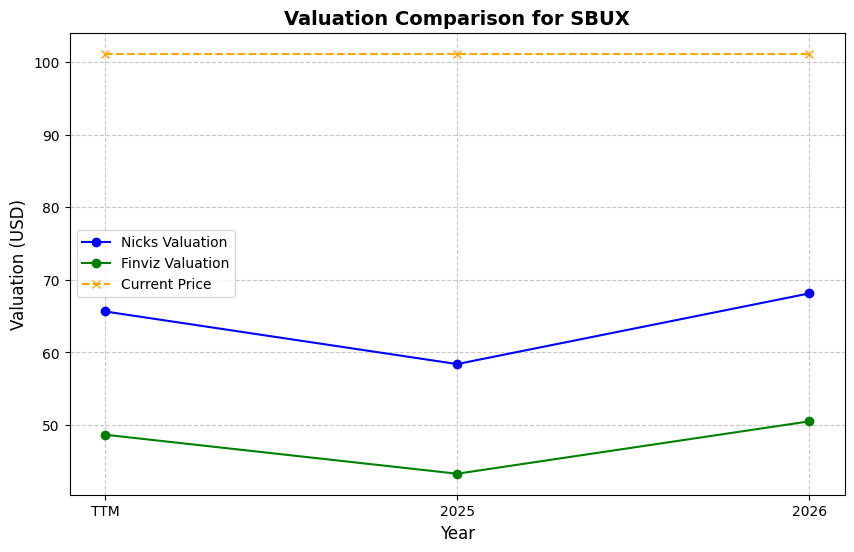 Valuation Comparison for SBUX
Valuation (USD)
100
90
80
70
60
50
Nicks Valuation
Finviz Valuation
Current Price
TTM
2025
2026
Year